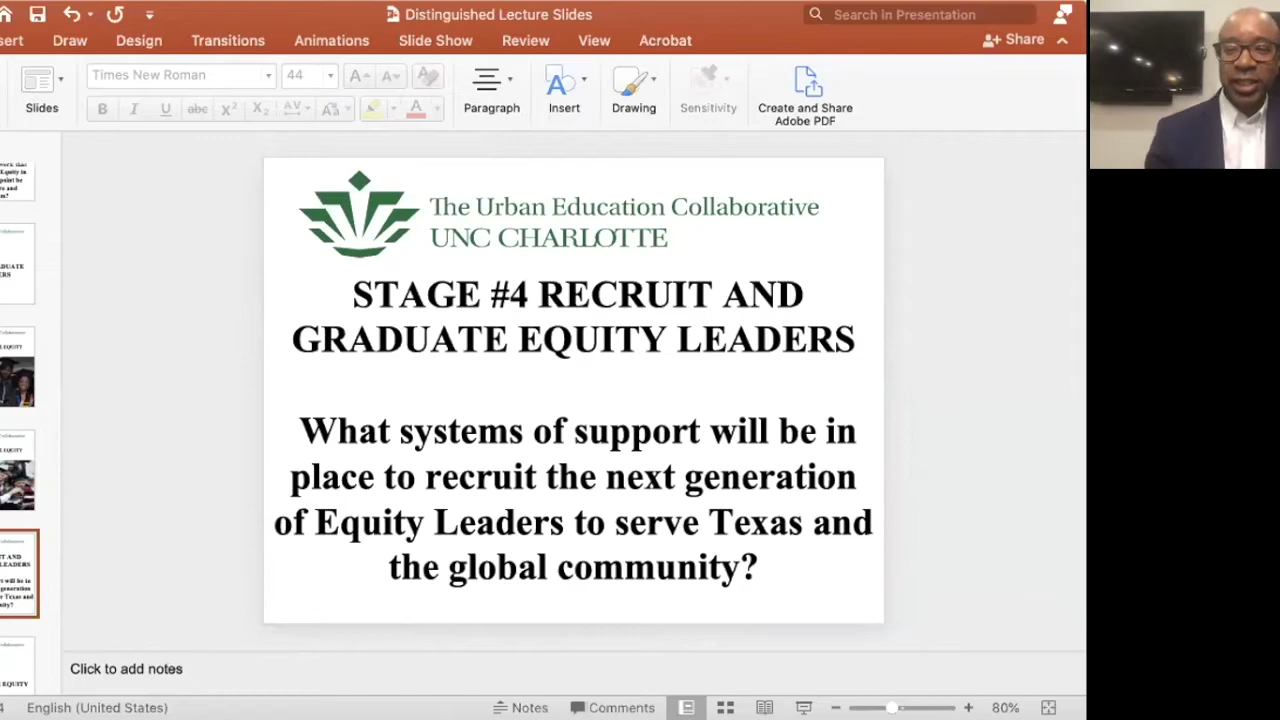 Distinguished Lecture Slides
Search in Presentation
sert Draw Design Transitions Animations Slide Show Review View Acrobat Share
Times New Roman 44
Slides Paragraph Insert Drawing Sensitivity Create and Share
Adobe PDF
The Urban Education Collaborative
UNC CHARLOTTE
STAGE #4 RECRUIT AND
GRADUATE EQUITY LEADERS
What systems of support will be in
place to recruit the next generation
of Equity Leaders to serve Texas and
the global community?
Click to add notes
4 English (United States) Notes Comments 80%